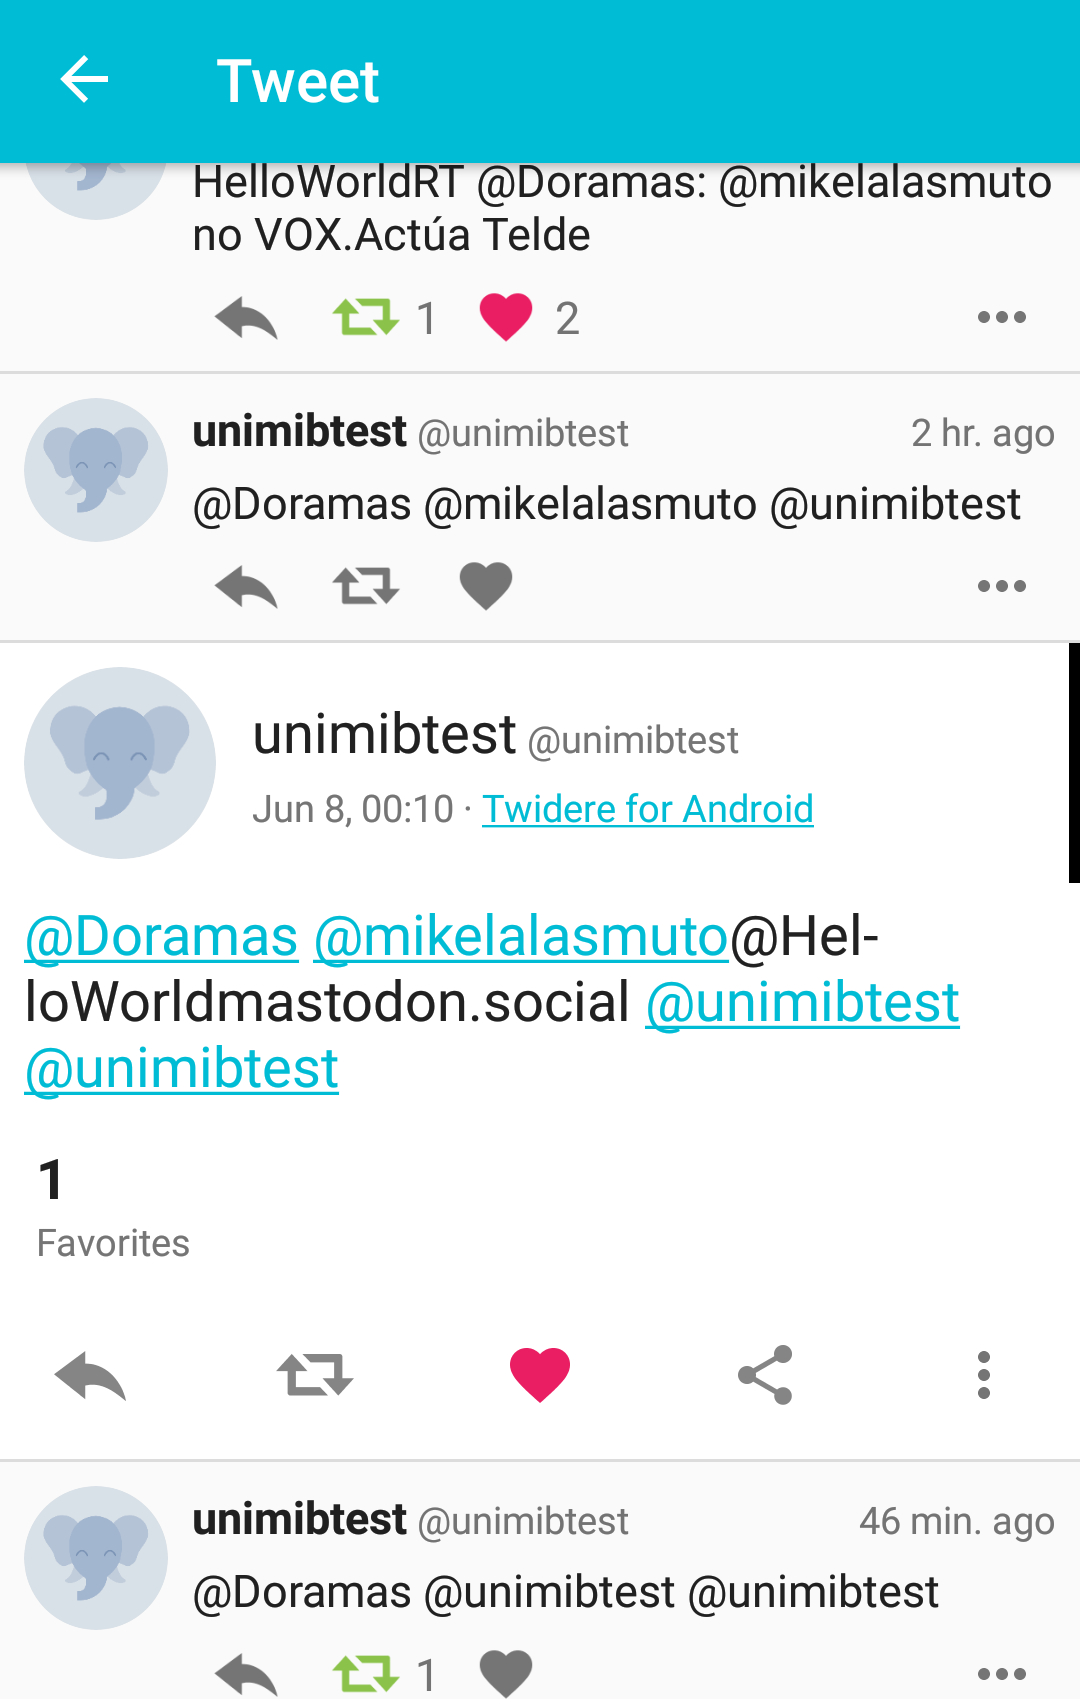 Tweet
HelloWorldRT @Doramas: @mikelalasmuto
no VOX.Actúa Telde
1 2
unimibtest @unimibtest 2 hr. ago
@Doramas @mikelalasmuto @unimibtest
unimibtest @unimibtest
Jun 8, 00:10 · Twidere for Android
@Doramas @mikelalasmuto@Hel-
loWorldmastodon.social @unimibtest
@unimibtest
1
Favorites
unimibtest @unimibtest 46 min. ago
@Doramas @unimibtest @unimibtest
1